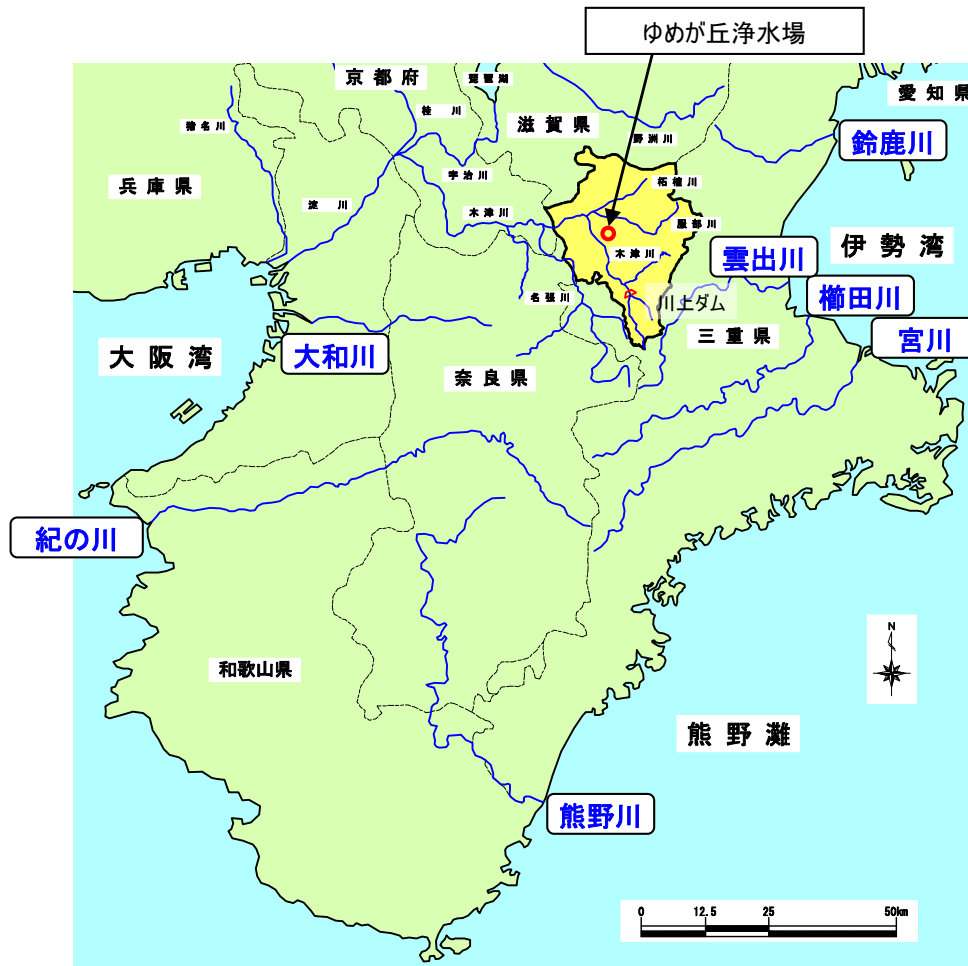 ゆめが丘浄水場
京都府
琵琶湖
愛知県
桂川
滋賀県
猪名川
野洲川
鈴鹿川
兵庫県
宇治川
柘植川
淀川
木津川
服部川
伊勢湾
木津川
雲出川
名張川
川上ダム
櫛田川
三重県
宮川
大阪湾
大和川
奈良県
紀の川
N
和歌山県
熊野灘
熊野川
0 12.5 25 50km